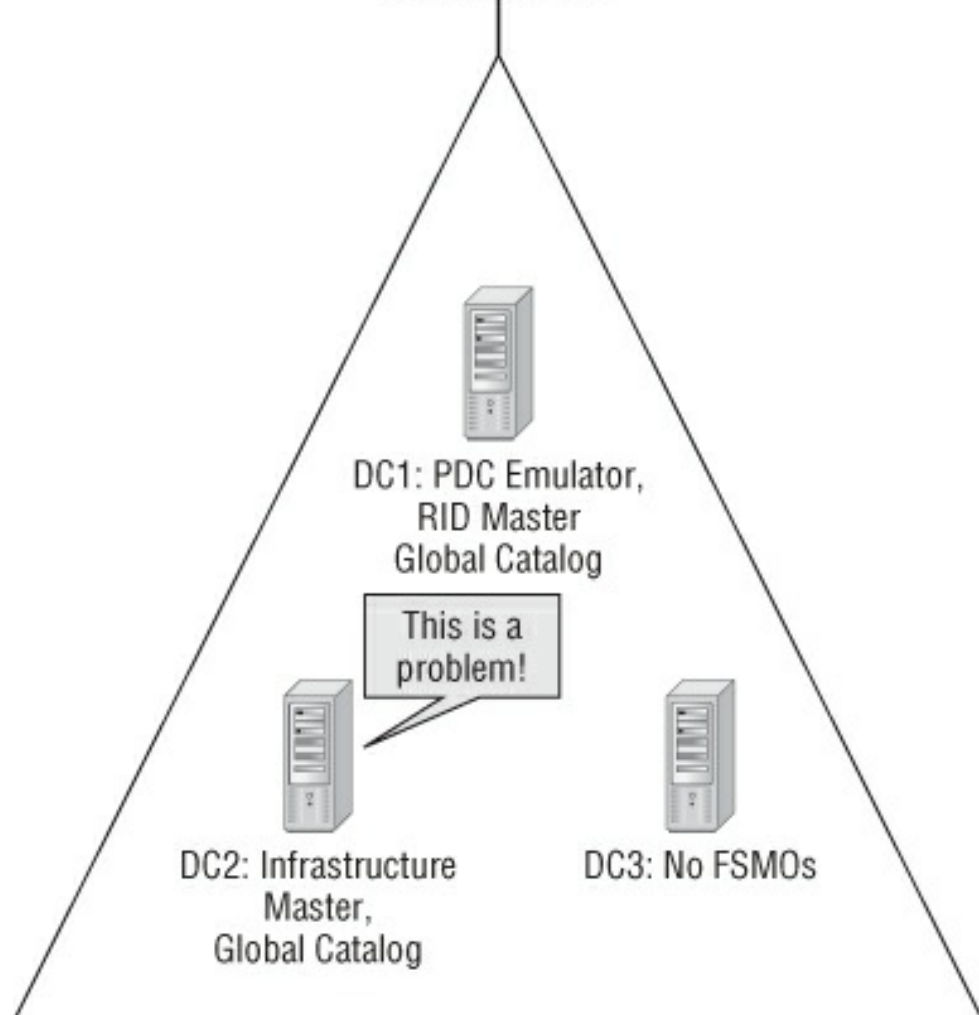 DC1: PDC Emulator,
RID Master
Global Catalog
This is a
problem!
DC2: Infrastructure
Master,
Global Catalog
DC3: No FSMOs